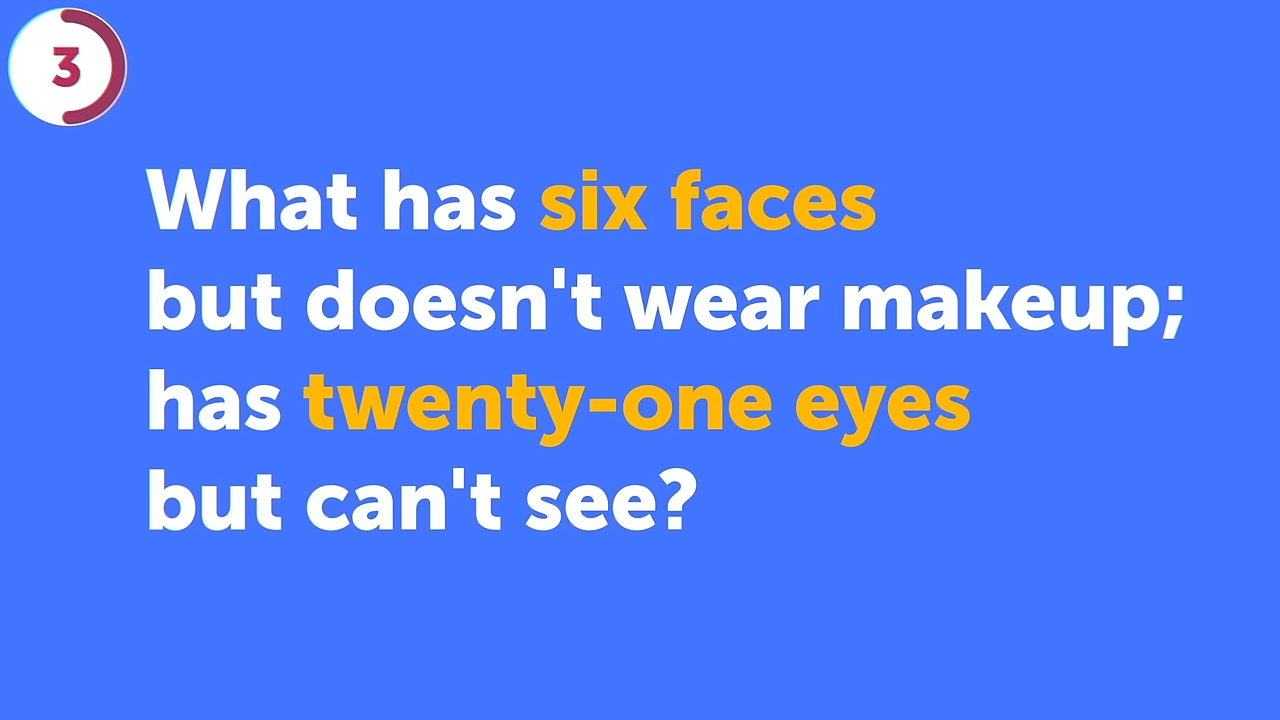 3
What has six faces
but doesn't wear makeup;
has twenty-one eyes
but can't see?